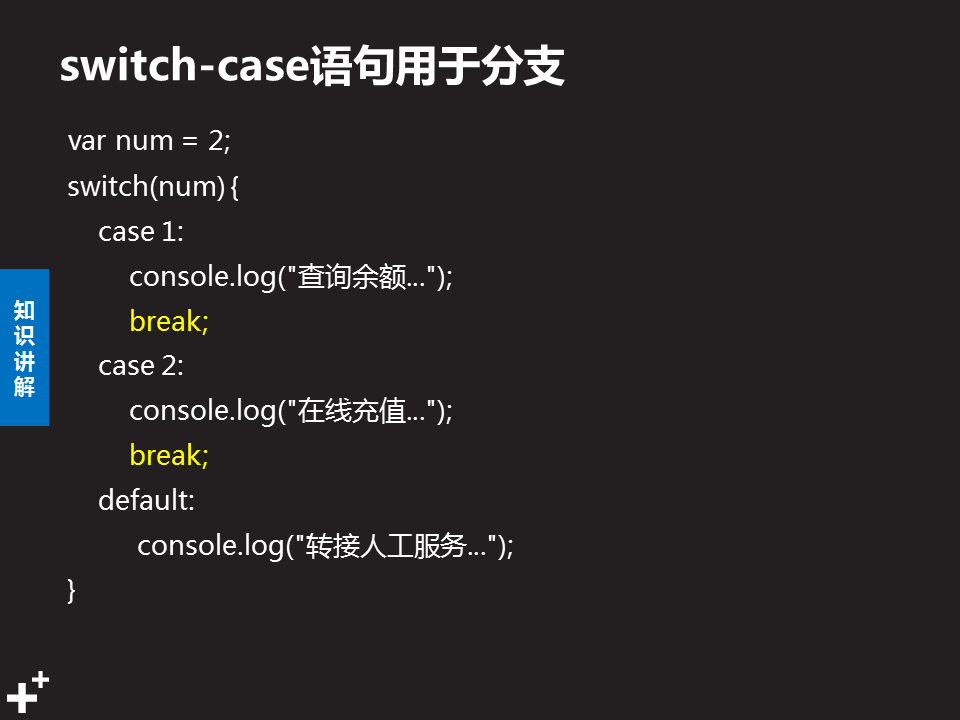 switch-case语句用于分支
var num = 2;
switch(num) {
case 1:
console.log("查询余额...");
break;
case 2:
console.log("在线充值...");
break;
default:
console.log("转接人工服务...");
}
知
识
讲
解